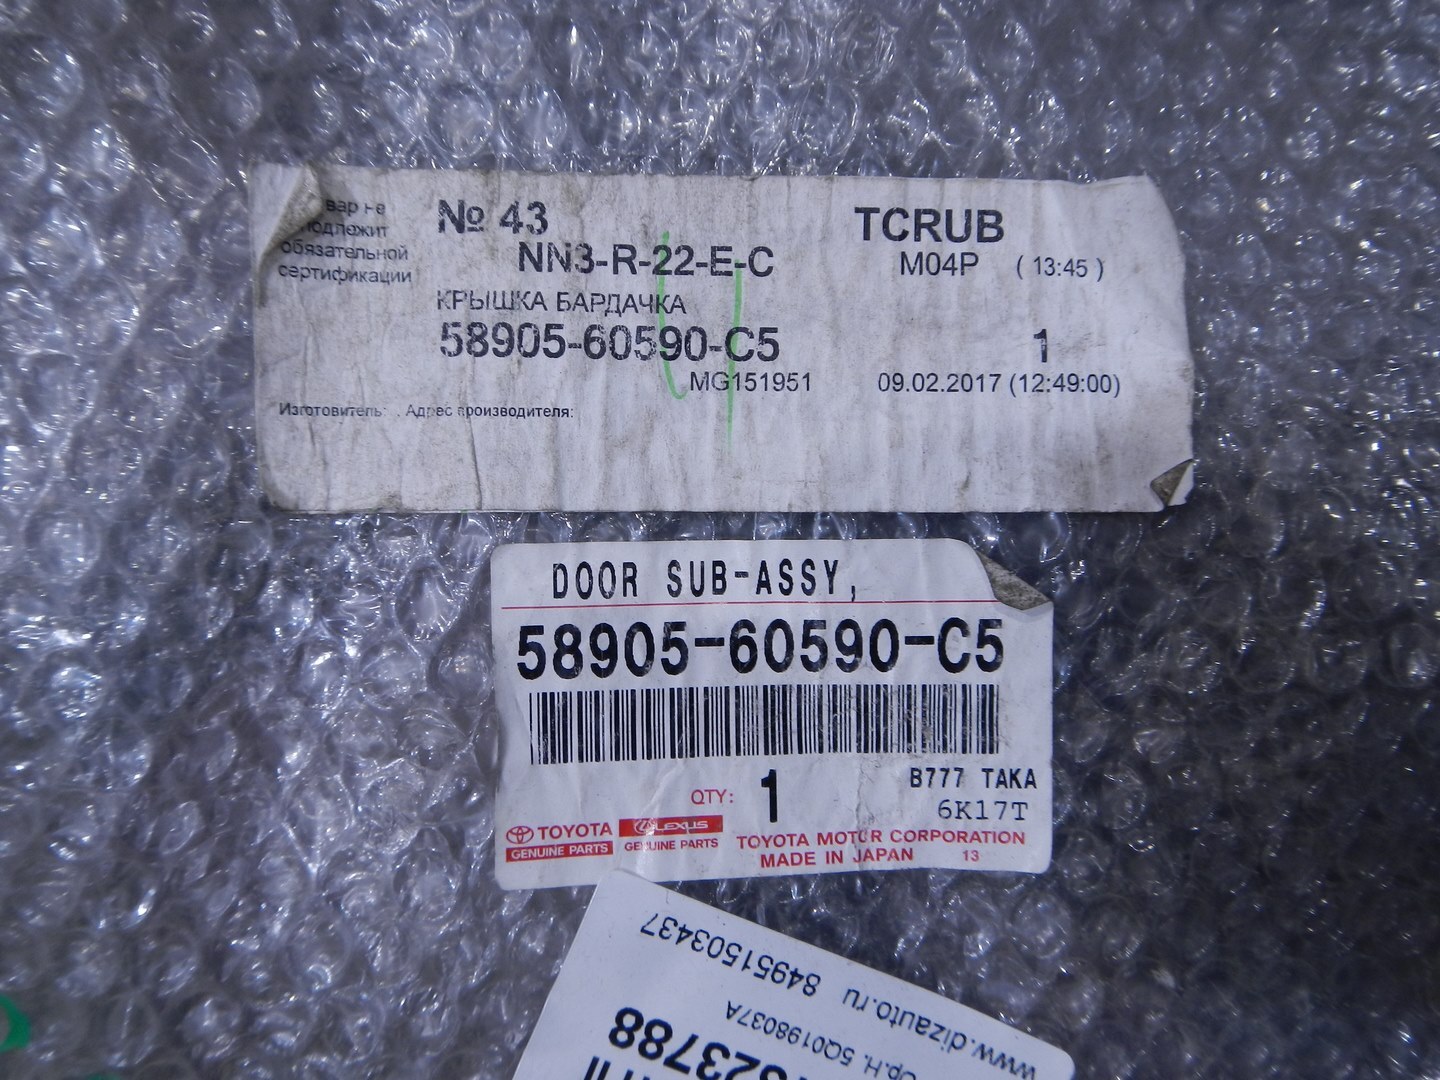 вар не
подлежит
обязательной
сертификации
№ 43
NN3-R-22-E-C
КРЫШКА БАРДАЧКА
58905-60590-C5
MG151951
TCRUB
M04P ( 13:45 )
1
09.02.2017 (12:49:00)
Изготовитель: . Адрес производителя:
DOOR SUB-ASSY,
58905-60590-C5
QTY: 1
B777 TAKA
6K17T
TOYOTA
GENUINE PARTS
LEXUS
GENUINE PARTS
TOYOTA MOTOR CORPORATION
MADE IN JAPAN 13
www.dizauto.ru 84951503437
Ор.Н. 5Q0198037A
623788